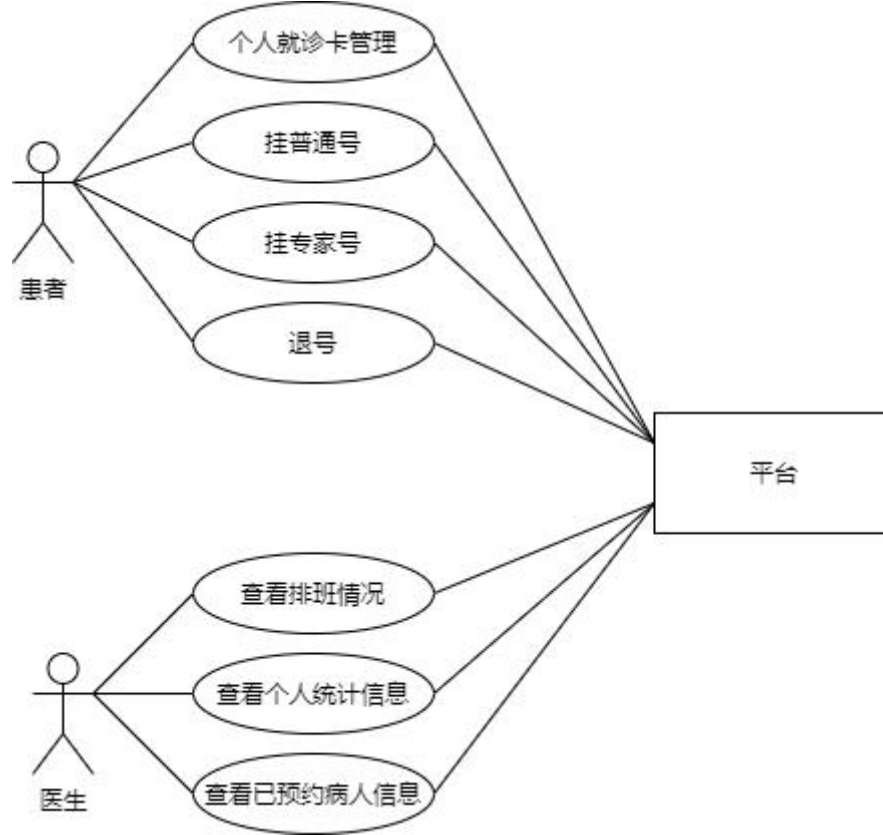 个人就诊卡管理
挂普通号
挂专家号
患者
退号
平台
查看排班情况
查看个人统计信息
医生
查看已预约病人信息